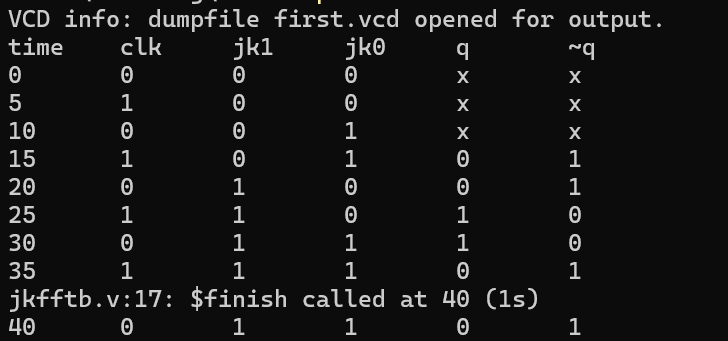 VCD info: dumpfile first.vcd opened for output.
time clk jk1 jk0 q ~q
0 0 0 0 x x
5 1 0 0 x x
10 0 0 1 x x
15 1 0 1 0 1
20 0 1 0 0 1
25 1 1 0 1 0
30 0 1 1 1 0
35 1 1 1 0 1
jkfftb.v:17: $finish called at 40 (1s)
40 0 1 1 0 1